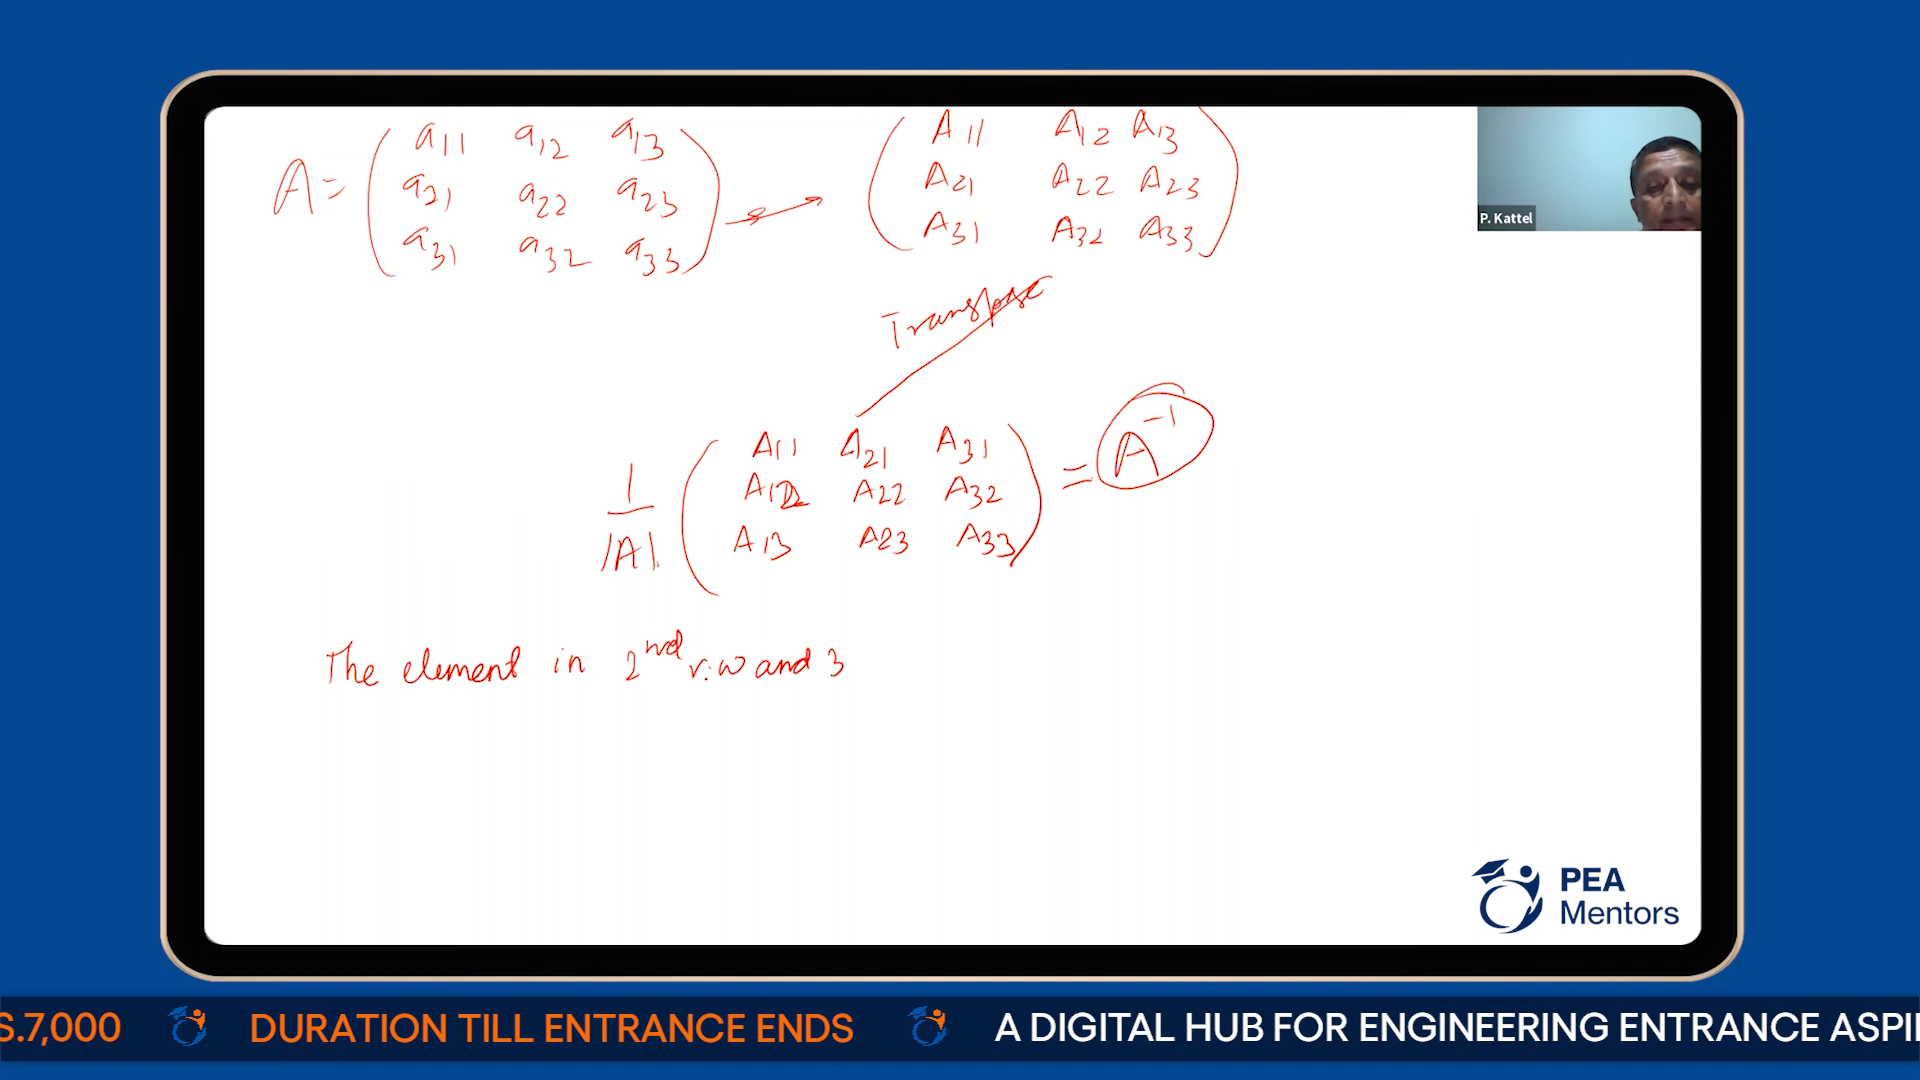 A = ( a11 a12 a13
a21 a22 a23
a31 a32 a33 )
A11 A12 A13
A21 A22 A23
A31 A32 A33
P. Kattel
Transpose
1/|A| ( A11 A21 A31
A12 A22 A32
A13 A23 A33 ) = A⁻¹
The element in 2nd row and 3
PEA
Mentors
S.7,000 DURATION TILL ENTRANCE ENDS A DIGITAL HUB FOR ENGINEERING ENTRANCE ASPI